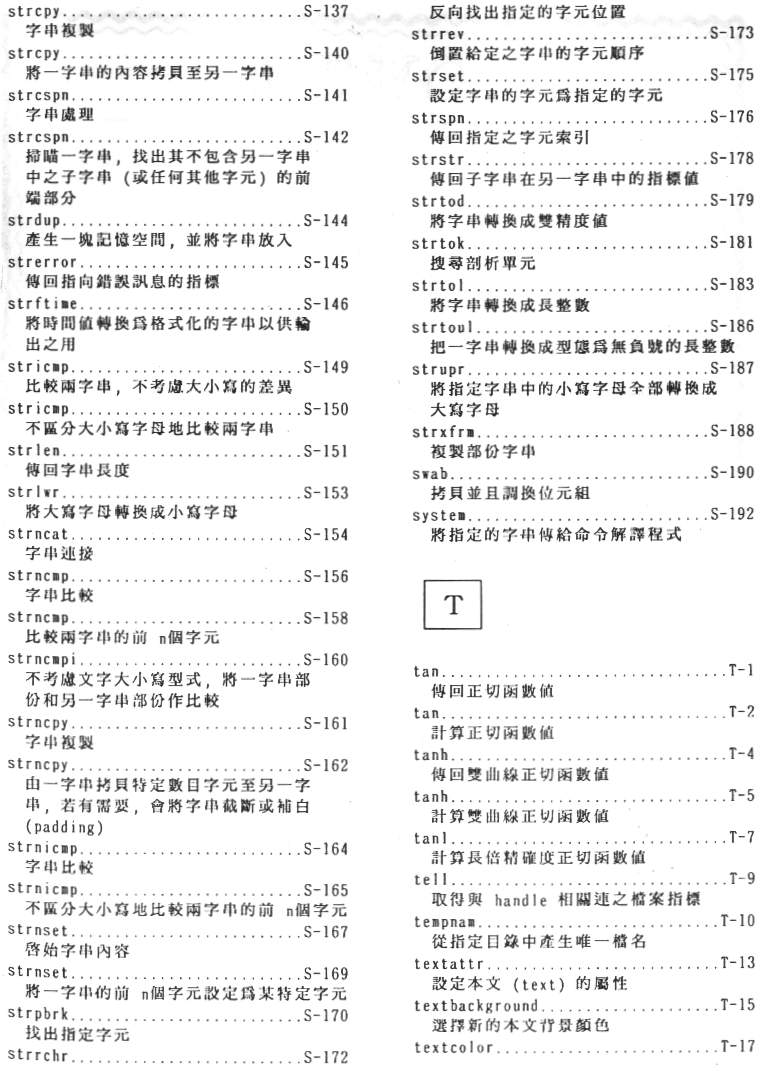 strcpy..........................S-137
字串複製
strcpy..........................S-140
將一字串的內容拷貝至另一字串
strcspn.........................S-141
字串處理
strcspn.........................S-142
掃瞄一字串，找出其不包含另一字串
中之子字串 (或任何其他字元) 的前
端部分
strdup..........................S-144
產生一塊記憶空間，並將字串放入
strerror........................S-145
傳回指向錯誤訊息的指標
strftime........................S-146
將時間值轉換爲格式化的字串以供輸
出之用
stricmp.........................S-149
比較兩字串，不考慮大小寫的差異
stricmp.........................S-150
不區分大小寫字母地比較兩字串
strlen..........................S-151
傳回字串長度
strlwr..........................S-153
將大寫字母轉換成小寫字母
strncat.........................S-154
字串連接
strncmp.........................S-156
字串比較
strncmp.........................S-158
比較兩字串的前 n個字元
strncmpi........................S-160
不考慮文字大小寫型式，將一字串部
份和另一字串部份作比較
strncpy.........................S-161
字串複製
strncpy.........................S-162
由一字串拷貝特定數目字元至另一字
串，若有需要，會將字串截斷或補白
(padding)
strnicmp........................S-164
字串比較
strnicmp........................S-165
不區分大小寫地比較兩字串的前 n個字元
strnset.........................S-167
啓始字串內容
strnset.........................S-169
將一字串的前 n個字元設定爲某特定字元
strpbrk.........................S-170
找出指定字元
strrchr.........................S-172
反向找出指定的字元位置
strrev..........................S-173
倒置給定之字串的字元順序
strset..........................S-175
設定字串的字元爲指定的字元
strspn..........................S-176
傳回指定之字元索引
strstr..........................S-178
傳回子字串在另一字串中的指標值
strtod..........................S-179
將字串轉換成雙精度值
strtok..........................S-181
搜尋剖析單元
strtol..........................S-183
將字串轉換成長整數
strtoul.........................S-186
把一字串轉換成型態爲無負號的長整數
strupr..........................S-187
將指定字串中的小寫字母全部轉換成
大寫字母
strxfrm.........................S-188
複製部份字串
swab............................S-190
拷貝並且調換位元組
system..........................S-192
將指定的字串傳給命令解譯程式
T
tan.............................T-1
傳回正切函數值
tan.............................T-2
計算正切函數值
tanh............................T-4
傳回雙曲線正切函數值
tanh............................T-5
計算雙曲線正切函數值
tanl............................T-7
計算長倍精確度正切函數值
tell............................T-9
取得與 handle 相關連之檔案指標
tempnam.........................T-10
從指定目錄中產生唯一檔名
textattr........................T-13
設定本文 (text) 的屬性
textbackground..................T-15
選擇新的本文背景顏色
textcolor.......................T-17